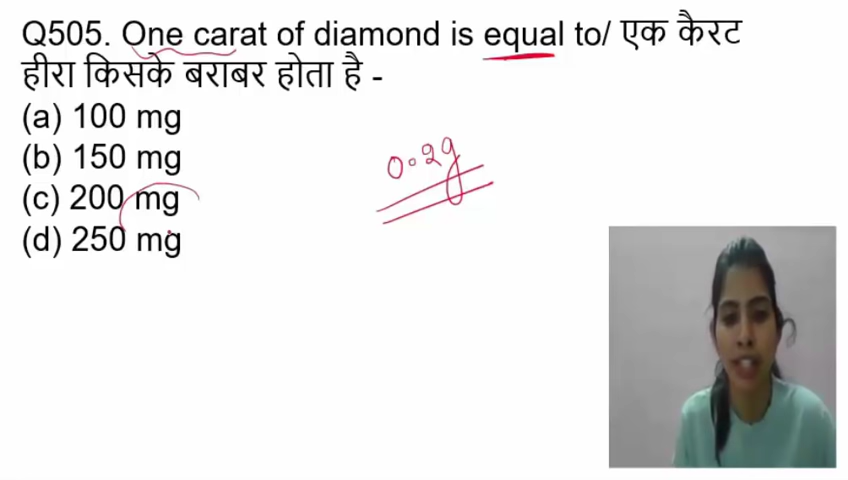 Q505. One carat of diamond is equal to/ एक कैरट
हीरा किसके बराबर होता है -
(a) 100 mg
(b) 150 mg
(c) 200 mg
(d) 250 mg
0.2g